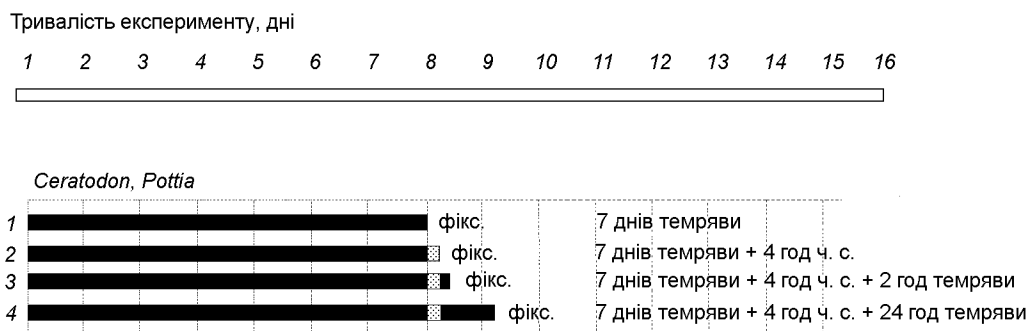 Тривалість експерименту, дні
1 2 3 4 5 6 7 8 9 10 11 12 13 14 15 16
Ceratodon, Pottia
1 фікс. 7 днів темряви
2 фікс. 7 днів темряви + 4 год ч. с.
3 фікс. 7 днів темряви + 4 год ч. с. + 2 год темряви
4 фікс. 7 днів темряви + 4 год ч. с. + 24 год темряви